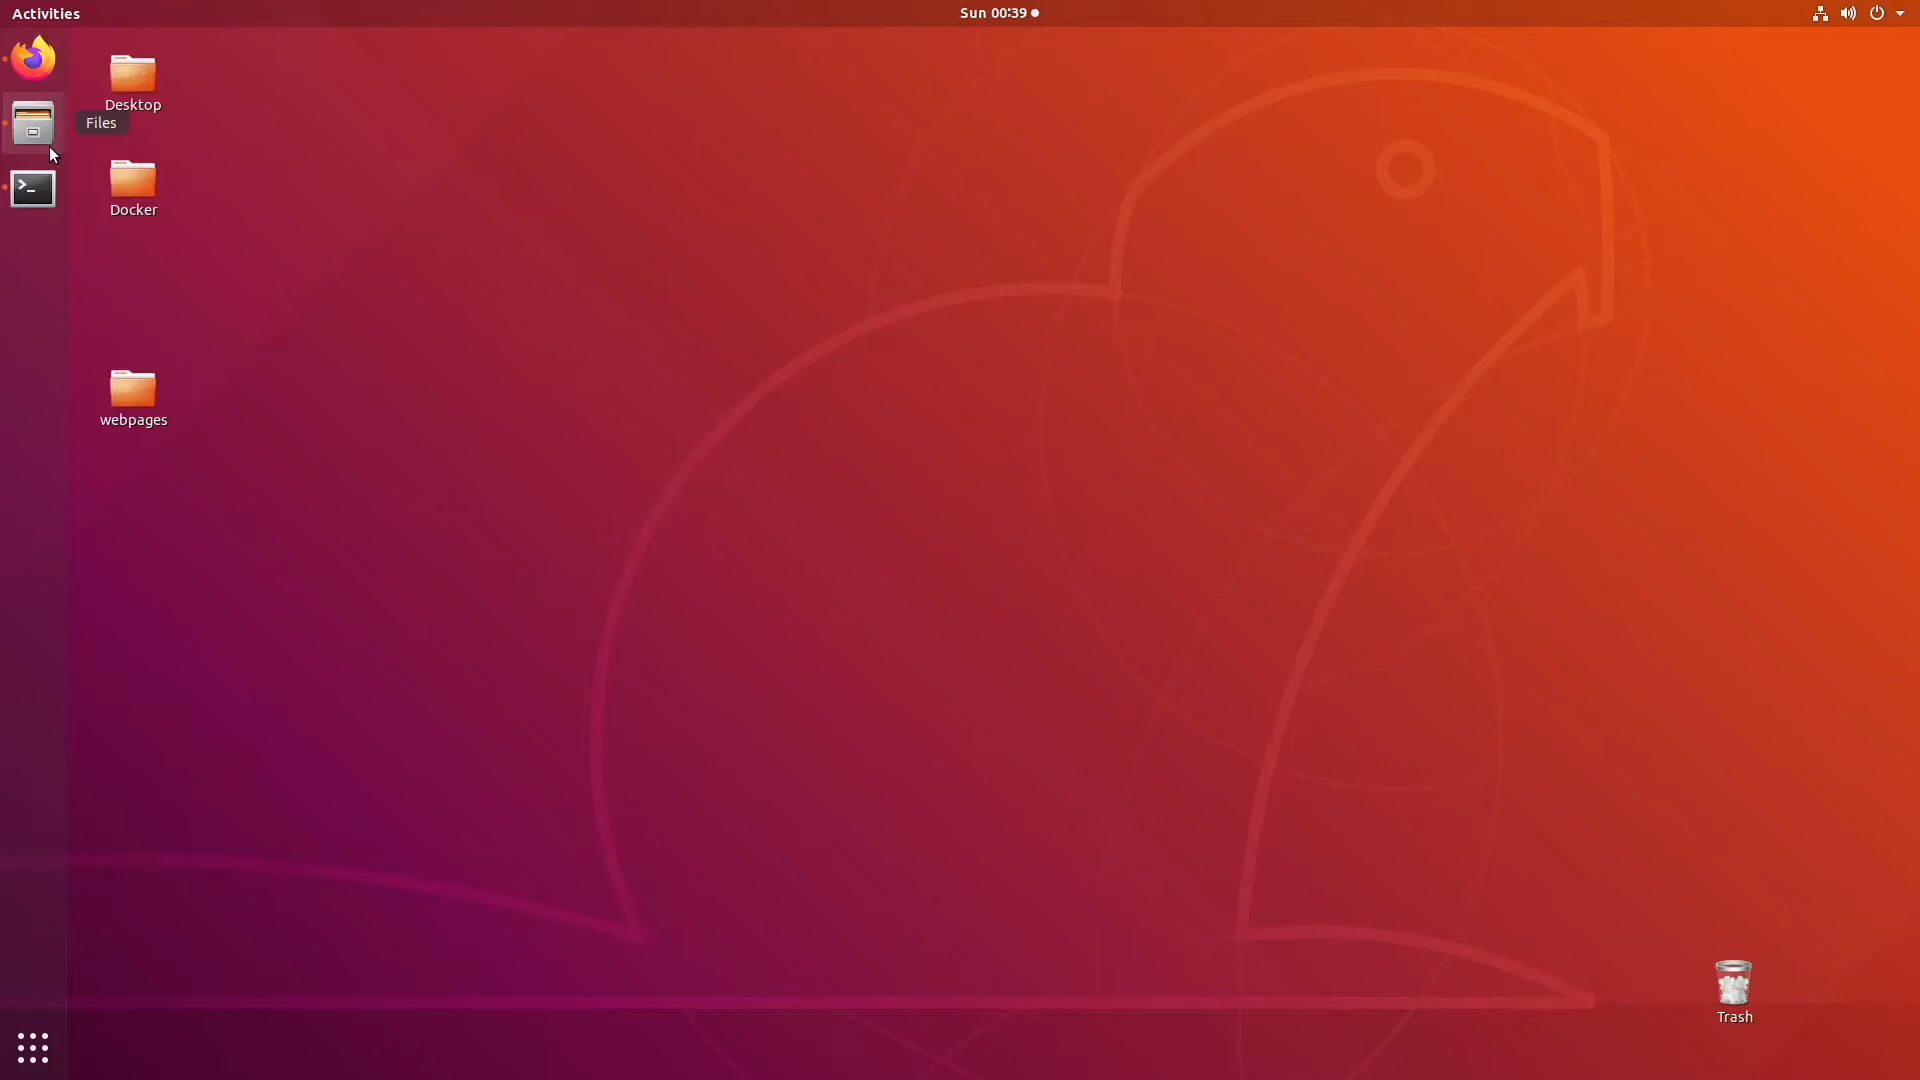 Activities
Sun 00:39
Desktop
Files
Docker
webpages
Trash